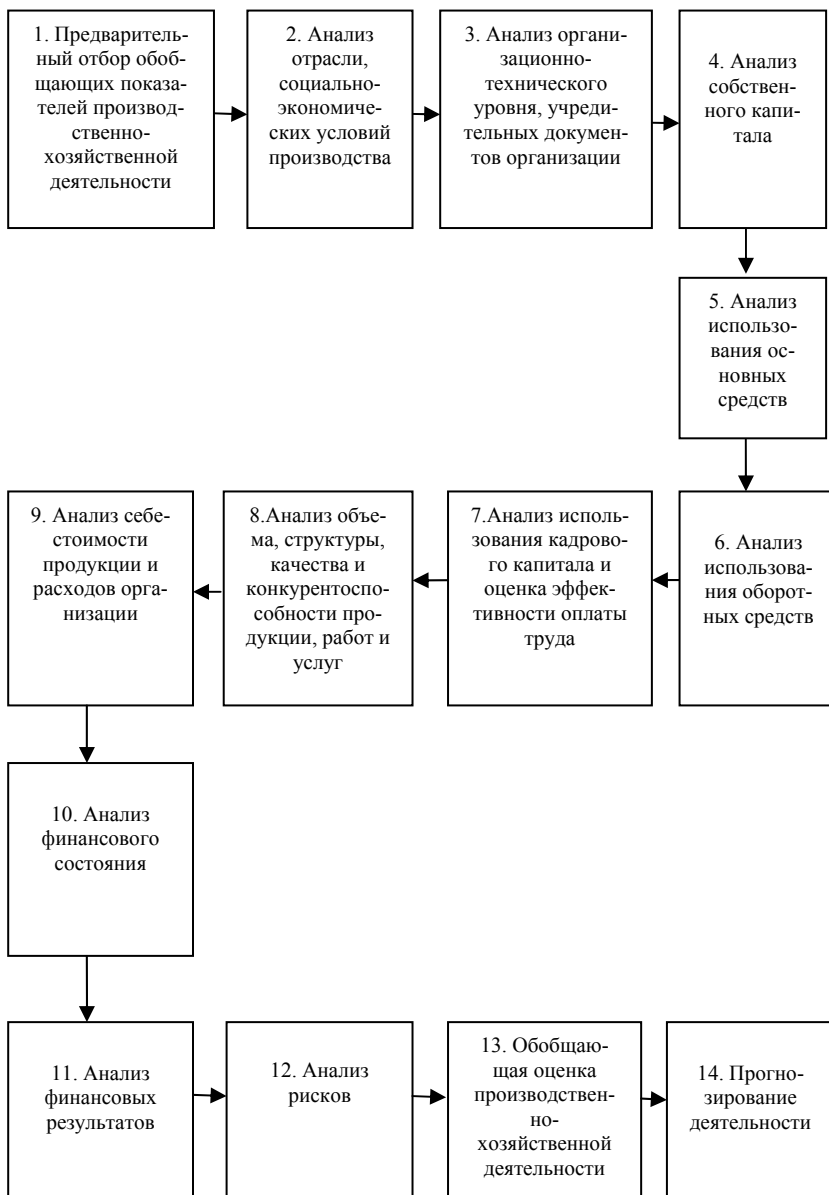 1. Предваритель-
ный отбор обоб-
щающих показа-
телей производ-
ственно-
хозяйственной
деятельности
2. Анализ
отрасли,
социально-
экономичес-
ких условий
производства
3. Анализ органи-
зационно-
технического
уровня, учреди-
тельных докумен-
тов организации
4. Анализ
собствен-
ного капи-
тала
5. Анализ
использо-
вания ос-
новных
средств
6. Анализ
использова-
ния оборот-
ных средств
7.Анализ исполь-
зования кадрового
капитала и
оценка эффек-
тивности оплаты
труда
8.Анализ объе-
ма, структуры,
качества и
конкурентоспо-
собности про-
дукции, работ и
услуг
9. Анализ себе-
стоимости
продукции и
расходов орга-
низации
10. Анализ
финансового
состояния
11. Анализ
финансовых
результатов
12. Анализ
рисков
13. Обобщаю-
щая оценка
производствен-
но-
хозяйственной
деятельности
14. Прогно-
зирование
деятельности